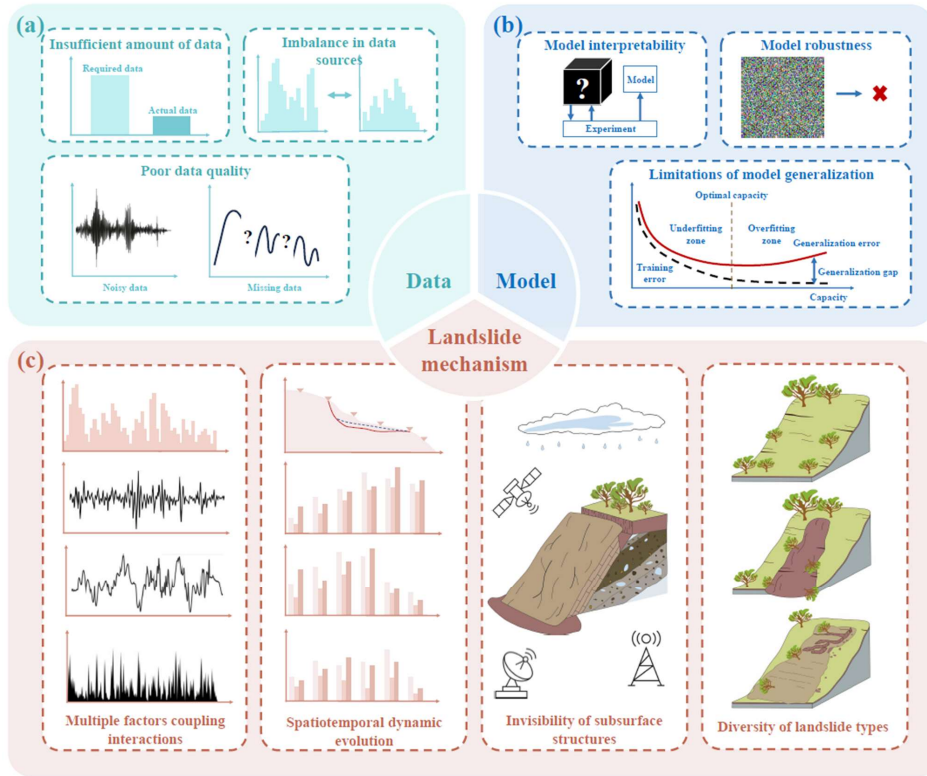 (a)
Insufficient amount of data
Required data
Actual data
Imbalance in data
sources
Poor data quality
?
?
Noisy data
Missing data
(b)
Model interpretability
?
Model
Experiment
Model robustness
Limitations of model generalization
Optimal capacity
Underfitting
zone
Overfitting
zone
Generalization error
Training
error
Generalization gap
Capacity
Data
Model
Landslide
mechanism
(c)
Multiple factors coupling
interactions
Spatiotemporal dynamic
evolution
Invisibility of subsurface
structures
Diversity of landslide types